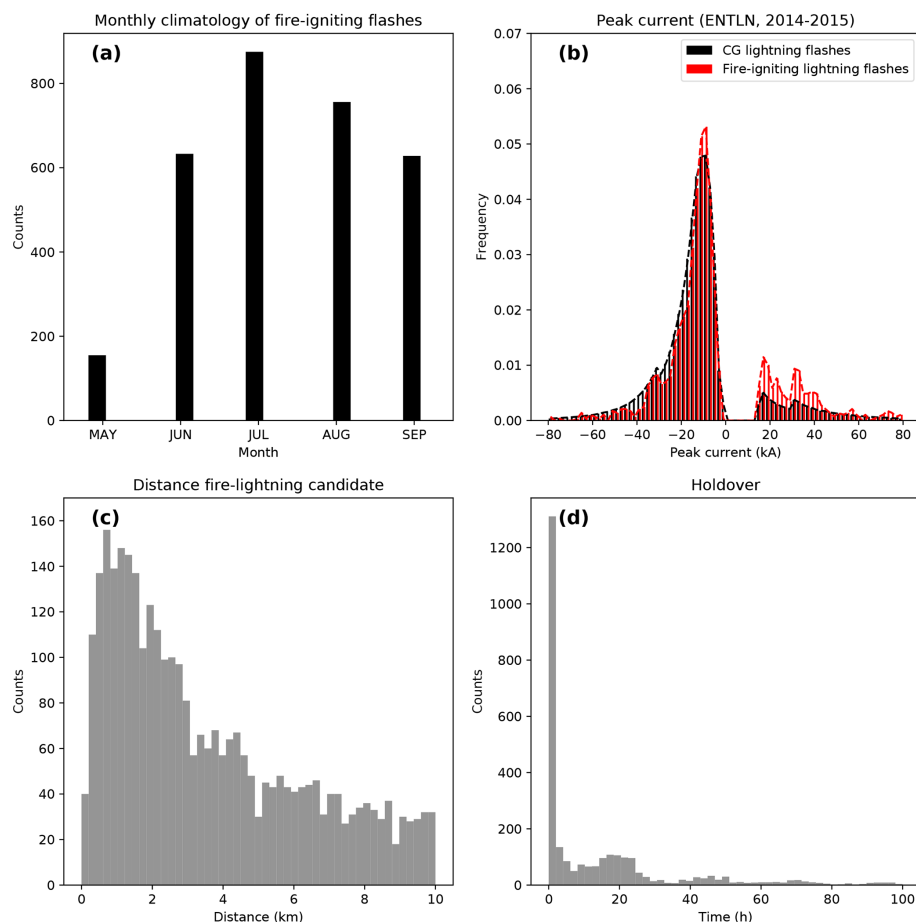 Monthly climatology of fire-igniting flashes
(a)
800
600
400
200
0
Counts
MAY JUN JUL AUG SEP
Month
Peak current (ENTLN, 2014-2015)
(b)
CG lightning flashes
Fire-igniting lightning flashes
0.07
0.06
0.05
0.04
0.03
0.02
0.01
0.00
Frequency
−80 −60 −40 −20 0 20 40 60 80
Peak current (kA)
Distance fire-lightning candidate
(c)
160
140
120
100
80
60
40
20
0
Counts
0 2 4 6 8 10
Distance (km)
Holdover
(d)
1200
1000
800
600
400
200
0
Counts
0 20 40 60 80 100
Time (h)